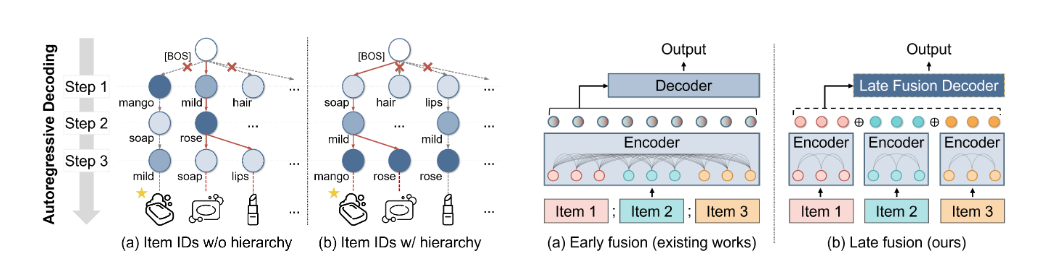 Autoregressive Decoding
Step 1
Step 2
Step 3
[BOS]
mango mild hair ...
soap rose ...
mild soap lips ...
...
(a) Item IDs w/o hierarchy
[BOS]
soap hair lips ...
mild ... mild
mango rose rose ...
...
(b) Item IDs w/ hierarchy
Output
Decoder
Encoder
Item 1 ; Item 2 ; Item 3
(a) Early fusion (existing works)
Output
Late Fusion Decoder
⊕ ⊕
Encoder Encoder Encoder
Item 1 Item 2 Item 3
(b) Late fusion (ours)